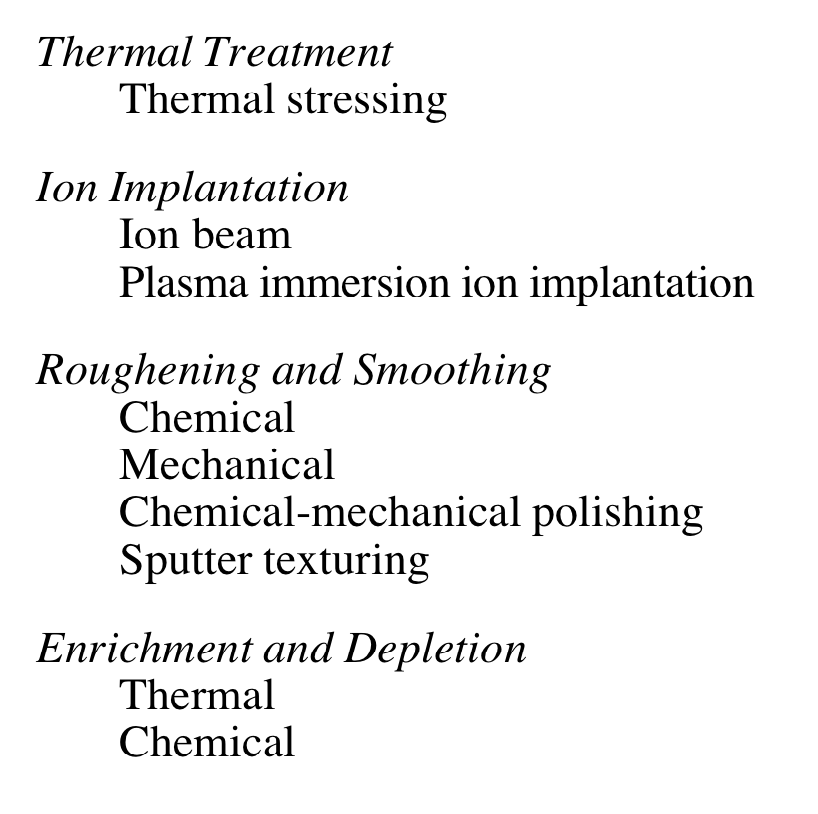 Thermal Treatment
Thermal stressing
Ion Implantation
Ion beam
Plasma immersion ion implantation
Roughening and Smoothing
Chemical
Mechanical
Chemical-mechanical polishing
Sputter texturing
Enrichment and Depletion
Thermal
Chemical